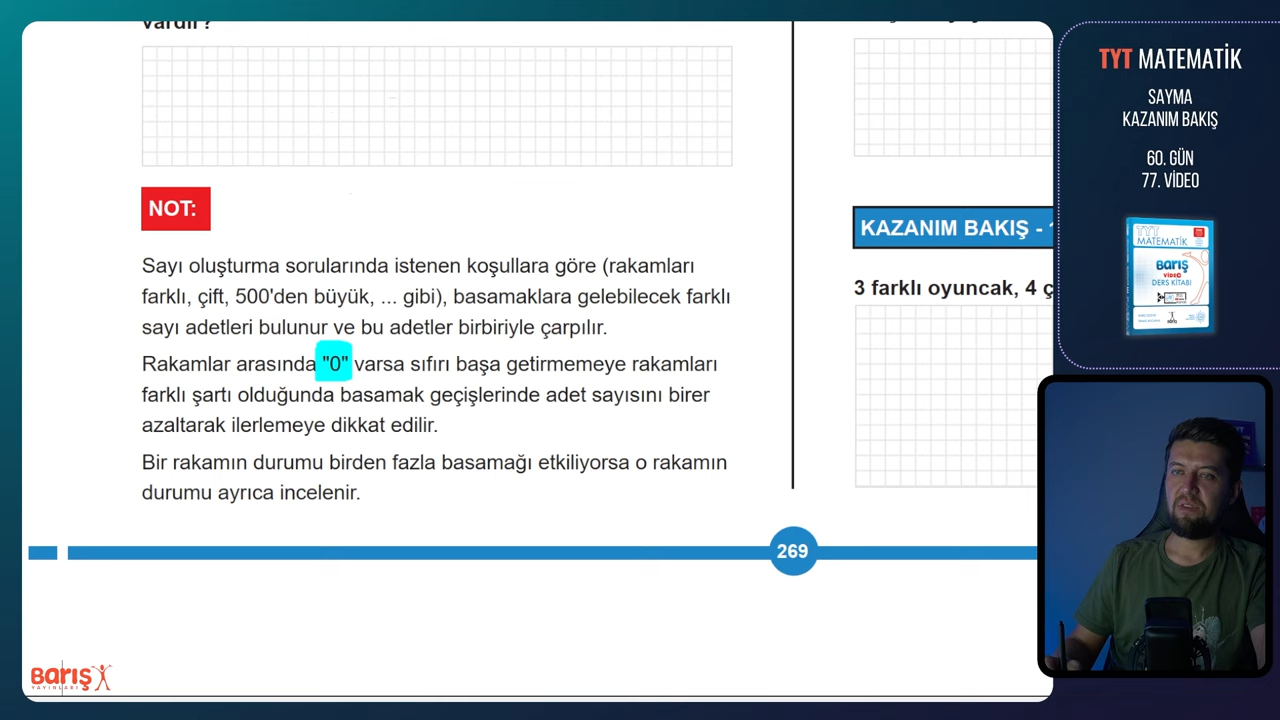 vardır?
NOT:
Sayı oluşturma sorularında istenen koşullara göre (rakamları
farklı, çift, 500'den büyük, ... gibi), basamaklara gelebilecek farklı
sayı adetleri bulunur ve bu adetler birbiriyle çarpılır.
Rakamlar arasında "0" varsa sıfırı başa getirmemeye rakamları
farklı şartı olduğunda basamak geçişlerinde adet sayısını birer
azaltarak ilerlemeye dikkat edilir.
Bir rakamın durumu birden fazla basamağı etkiliyorsa o rakamın
durumu ayrıca incelenir.
269
KAZANIM BAKIŞ -
3 farklı oyuncak, 4
TYT MATEMATİK
SAYMA
KAZANIM BAKIŞ
60. GÜN
77. VİDEO
TYT
MATEMATİK
BARIŞ
VİDEO
DERS KİTABI
BARIŞ
YAYINLARI